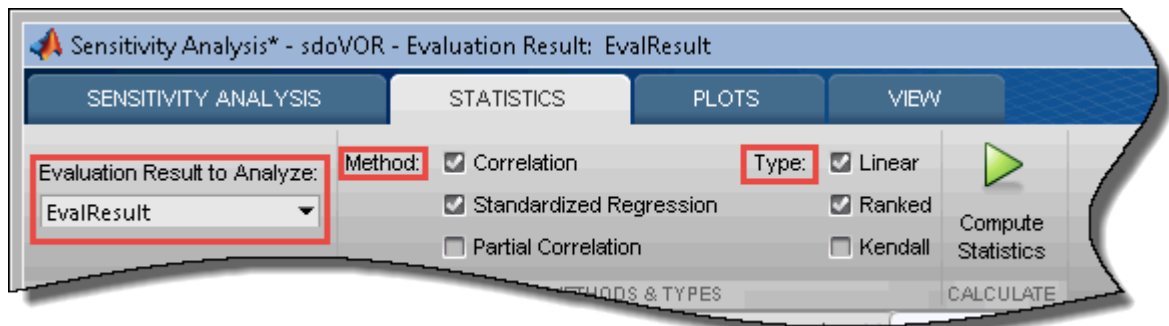 Sensitivity Analysis* - sdoVOR - Evaluation Result: EvalResult
SENSITIVITY ANALYSIS
STATISTICS
PLOTS
VIEW
Evaluation Result to Analyze:
EvalResult
Method:
Correlation
Standardized Regression
Partial Correlation
Type:
Linear
Ranked
Kendall
Compute
Statistics
& TYPES
CALCULATE